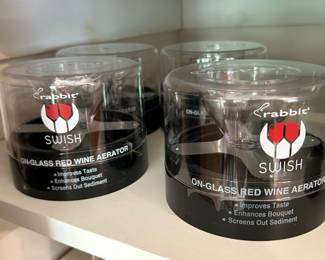 rabbit
SWISH
ON-GLASS RED WINE AERATOR
• Improves Taste
• Enhances Bouquet
• Screens Out Sediment
rabbit
SWISH
ON-GLASS RED WINE AERATOR
• Improves Taste
• Enhances Bouquet
• Screens Out Sediment